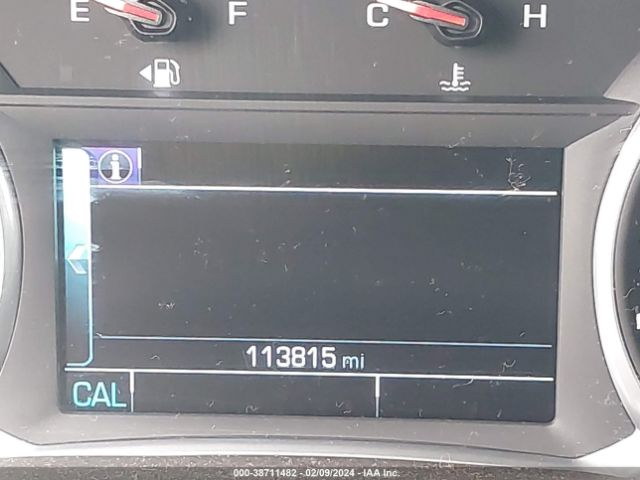 E F C H
113815 mi
CAL
000-38711482 - 02/09/2024 - IAA Inc.